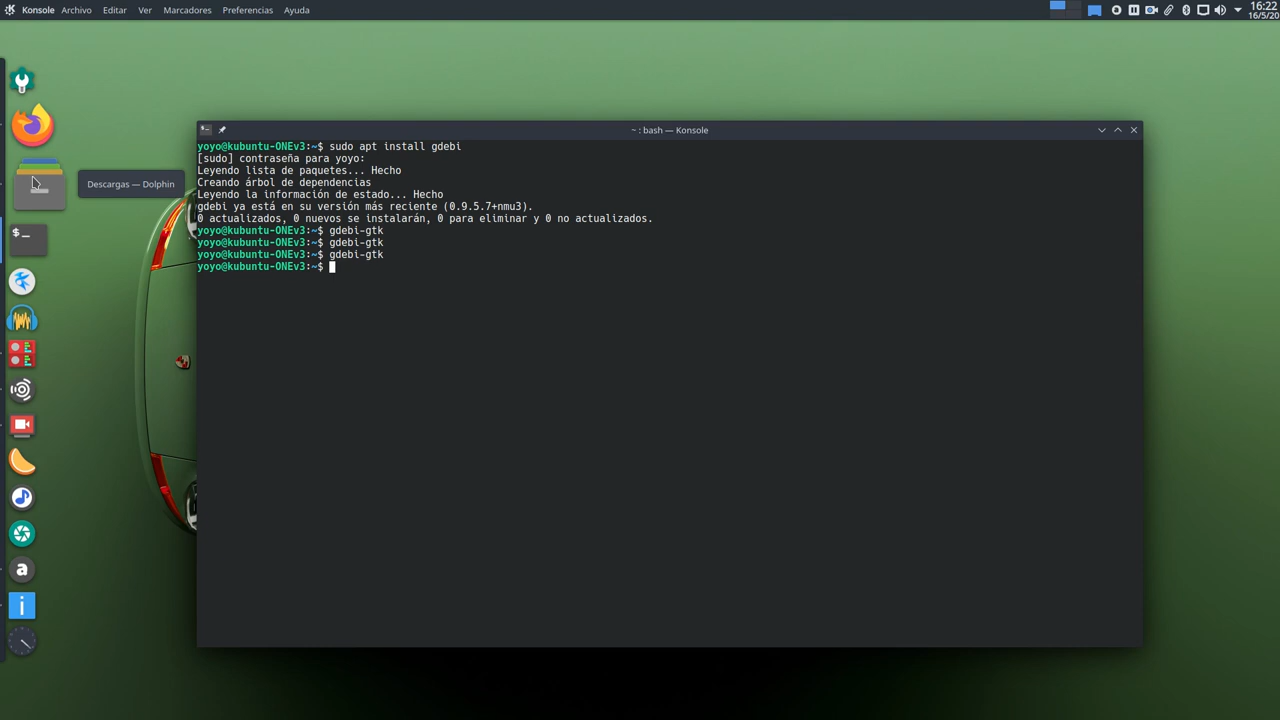 Konsole Archivo Editar Ver Marcadores Preferencias Ayuda
16:22
16/5/20
~ : bash — Konsole
yoyo@kubuntu-ONEv3:~$ sudo apt install gdebi
[sudo] contraseña para yoyo:
Leyendo lista de paquetes... Hecho
Creando árbol de dependencias
Leyendo la información de estado... Hecho
gdebi ya está en su versión más reciente (0.9.5.7+nmu3).
0 actualizados, 0 nuevos se instalarán, 0 para eliminar y 0 no actualizados.
yoyo@kubuntu-ONEv3:~$ gdebi-gtk
yoyo@kubuntu-ONEv3:~$ gdebi-gtk
yoyo@kubuntu-ONEv3:~$ gdebi-gtk
yoyo@kubuntu-ONEv3:~$
Descargas — Dolphin
$_
a
i